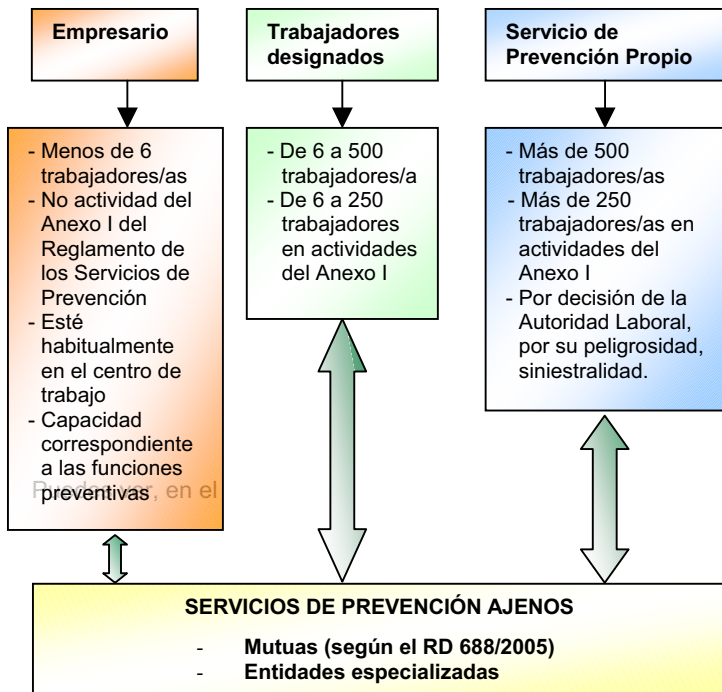 Empresario
Trabajadores
designados
Servicio de
Prevención Propio
- Menos de 6
trabajadores/as
- No actividad del
Anexo I del
Reglamento de
los Servicios de
Prevención
- Esté
habitualmente
en el centro de
trabajo
- Capacidad
correspondiente
a las funciones
preventivas
Puedes ver, en el
- De 6 a 500
trabajadores/a
- De 6 a 250
trabajadores
en actividades
del Anexo I
- Más de 500
trabajadores/as
- Más de 250
trabajadores/as en
actividades del
Anexo I
- Por decisión de la
Autoridad Laboral,
por su peligrosidad,
siniestralidad.
SERVICIOS DE PREVENCIÓN AJENOS
- Mutuas (según el RD 688/2005)
- Entidades especializadas